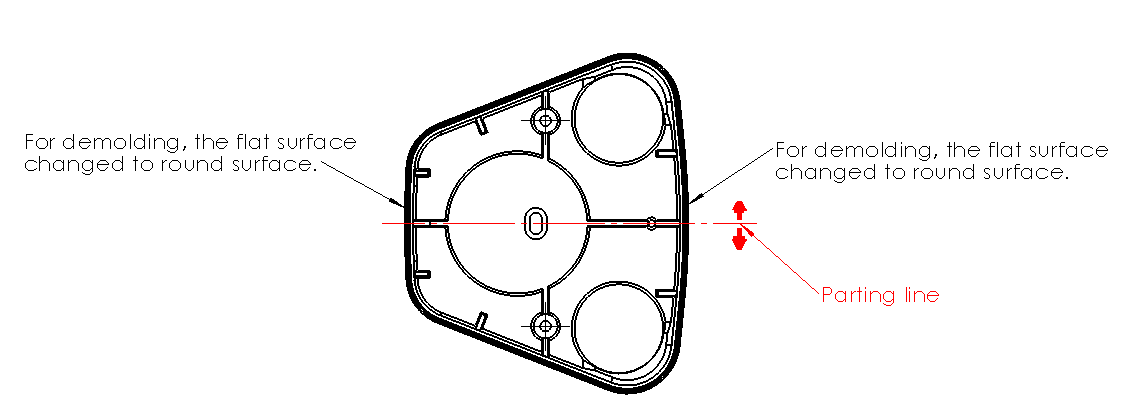 For demolding, the flat surface
changed to round surface.
For demolding, the flat surface
changed to round surface.
Parting line